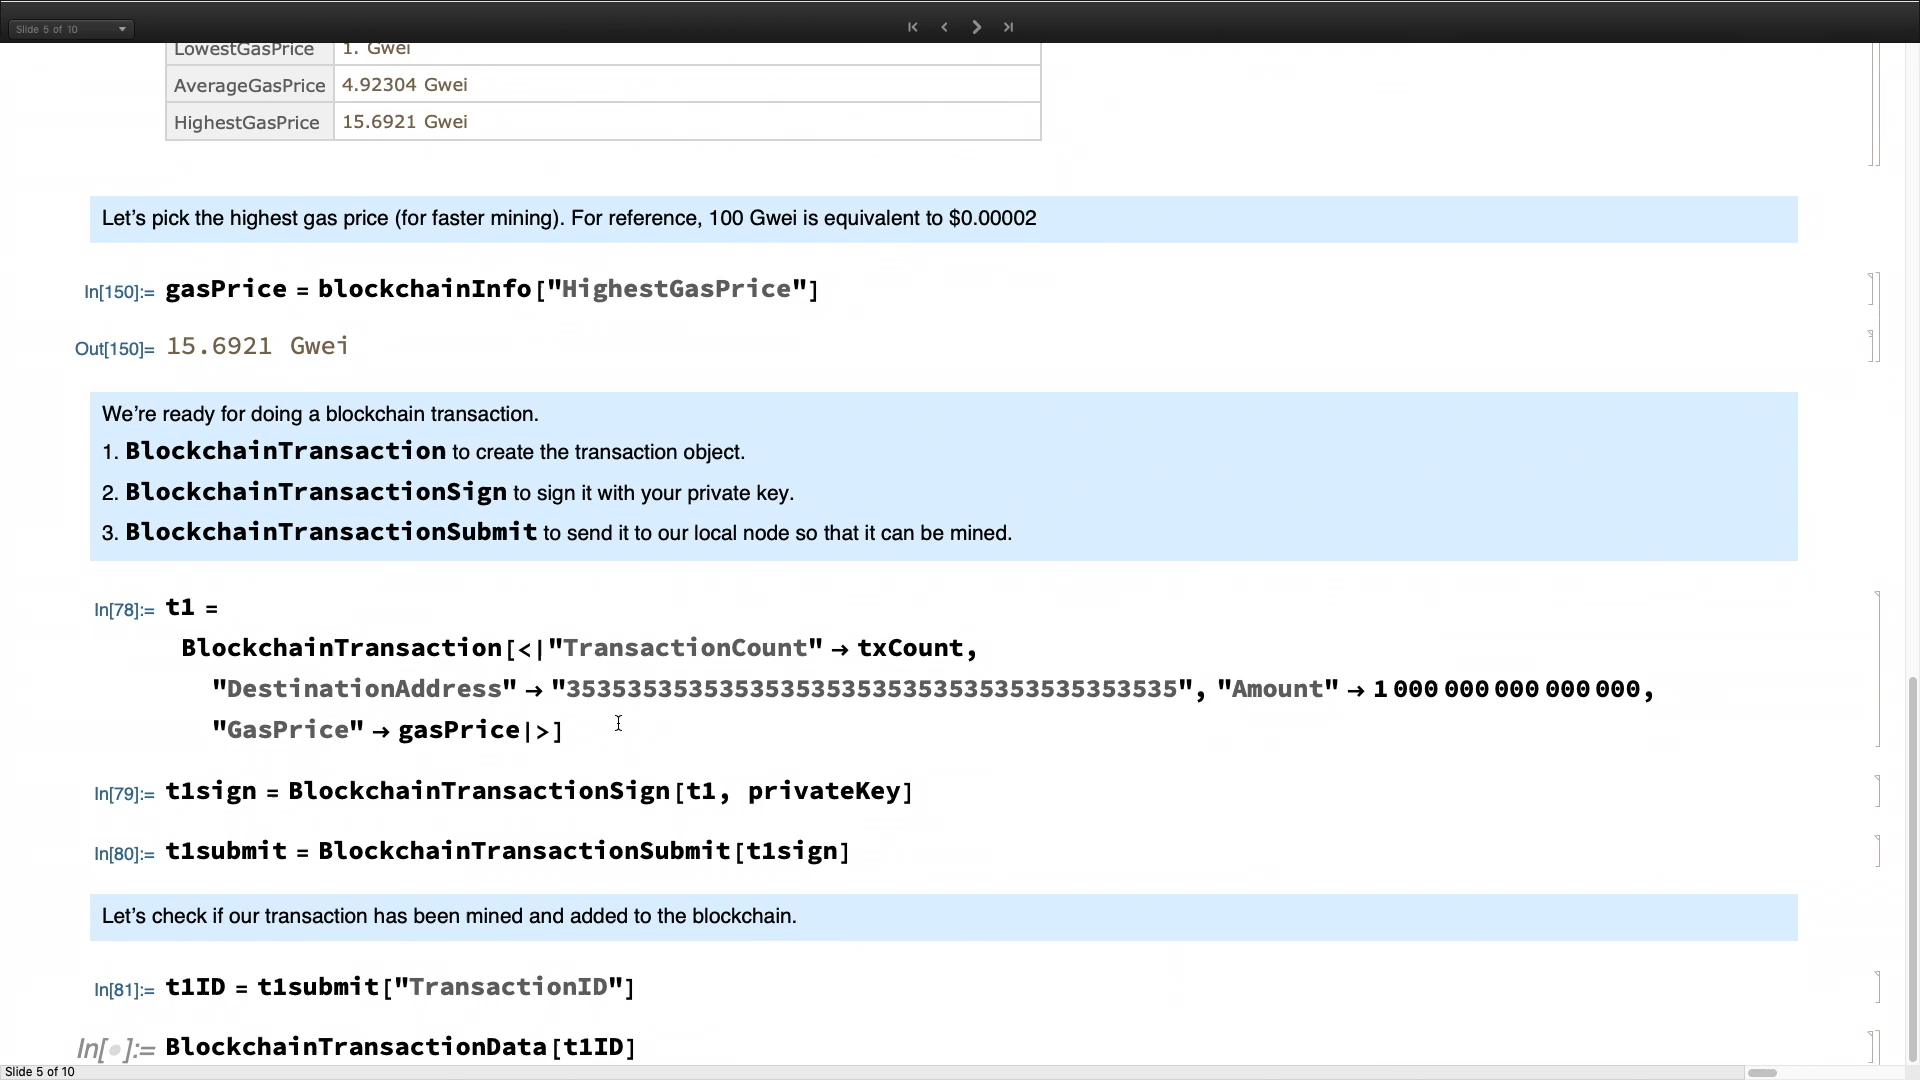 Slide 5 of 10
LowestGasPrice 1. Gwei
AverageGasPrice 4.92304 Gwei
HighestGasPrice 15.6921 Gwei
Let's pick the highest gas price (for faster mining). For reference, 100 Gwei is equivalent to $0.00002
In[150]:= gasPrice = blockchainInfo["HighestGasPrice"]
Out[150]= 15.6921 Gwei
We're ready for doing a blockchain transaction.
1. BlockchainTransaction to create the transaction object.
2. BlockchainTransactionSign to sign it with your private key.
3. BlockchainTransactionSubmit to send it to our local node so that it can be mined.
In[78]:= t1 =
BlockchainTransaction[<|"TransactionCount" → txCount,
"DestinationAddress" → "3535353535353535353535353535353535353535", "Amount" → 1 000 000 000 000 000,
"GasPrice" → gasPrice|>]
In[79]:= t1sign = BlockchainTransactionSign[t1, privateKey]
In[80]:= t1submit = BlockchainTransactionSubmit[t1sign]
Let's check if our transaction has been mined and added to the blockchain.
In[81]:= t1ID = t1submit["TransactionID"]
In[•]:= BlockchainTransactionData[t1ID]
Slide 5 of 10